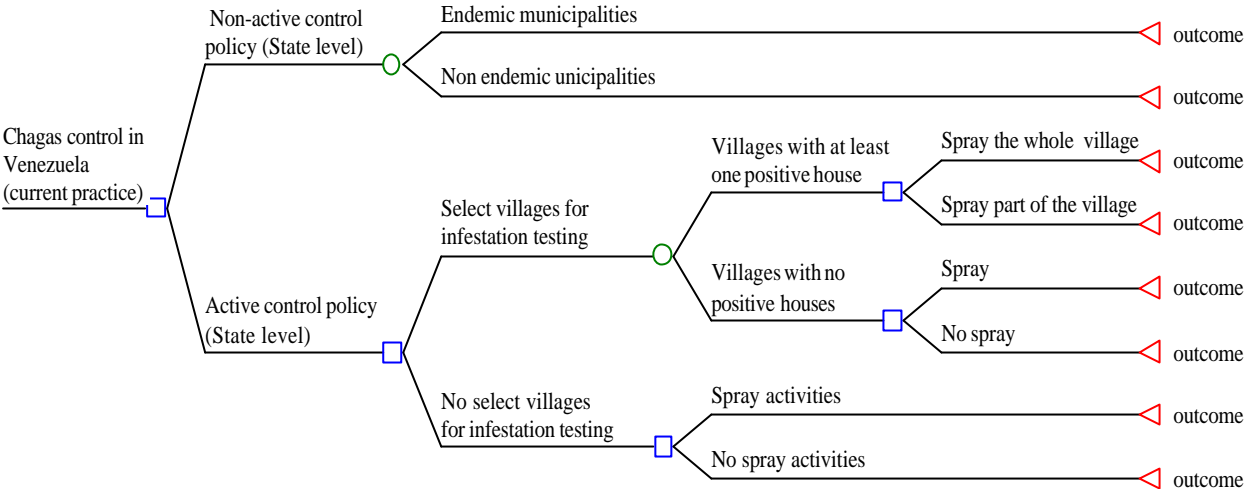 Non-active control
policy (State level)
Endemic municipalities
outcome
Non endemic unicipalities
outcome
Chagas control in
Venezuela
(current practice)
Villages with at least
one positive house
Spray the whole village
outcome
Spray part of the village
outcome
Select villages for
infestation testing
Villages with no
positive houses
Spray
outcome
No spray
outcome
Active control policy
(State level)
No select villages
for infestation testing
Spray activities
outcome
No spray activities
outcome